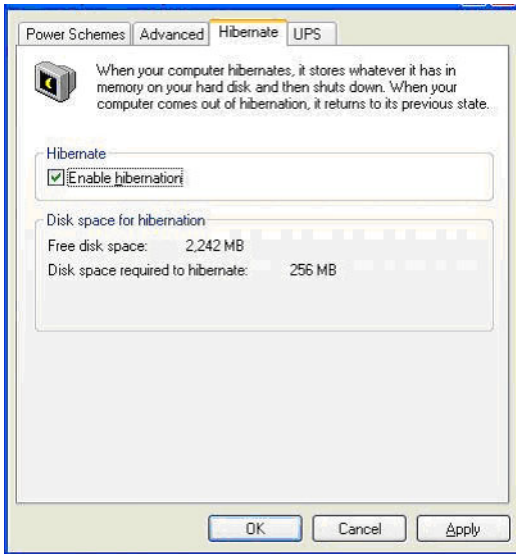 Power Schemes Advanced Hibernate UPS
When your computer hibernates, it stores whatever it has in
memory on your hard disk and then shuts down. When your
computer comes out of hibernation, it returns to its previous state.
Hibernate
Enable hibernation
Disk space for hibernation
Free disk space: 2,242 MB
Disk space required to hibernate: 256 MB
OK Cancel Apply